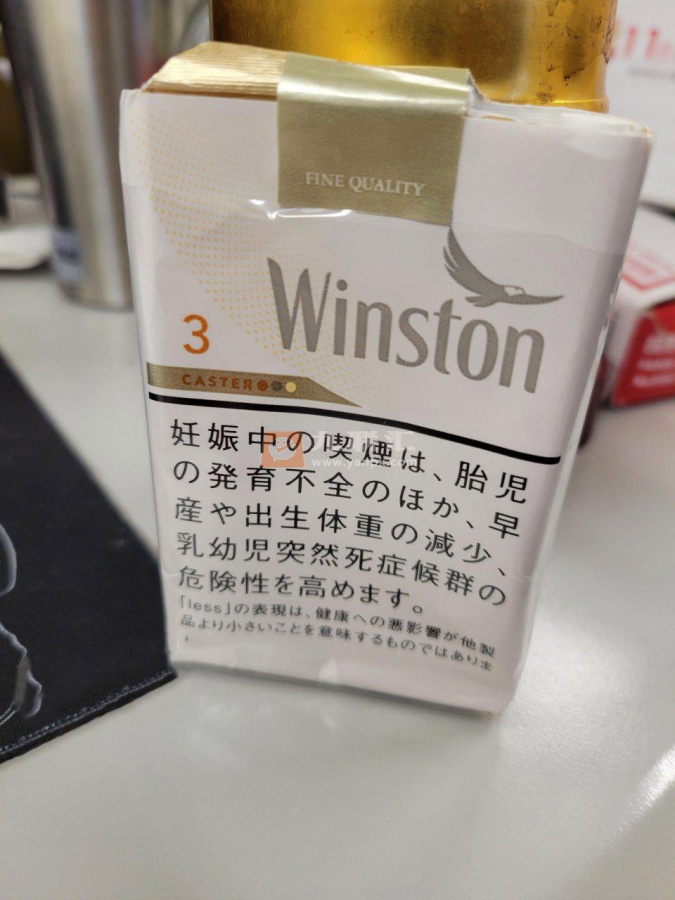 FINE QUALITY
Winston
3
CASTER
妊娠中の喫煙は、胎児
の発育不全のほか、早
産や出生体重の減少、
乳幼児突然死症候群の
危険性を高めます。
「less」の表現は、健康への悪影響が他製
品より小さいことを意味するものではありま